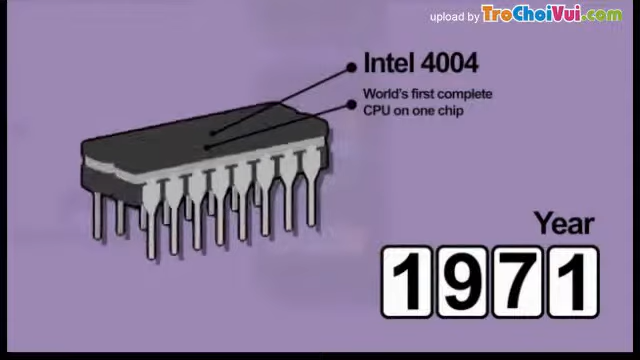 upload by TroChoiVui.com
Intel 4004
World's first complete
CPU on one chip
Year
1971